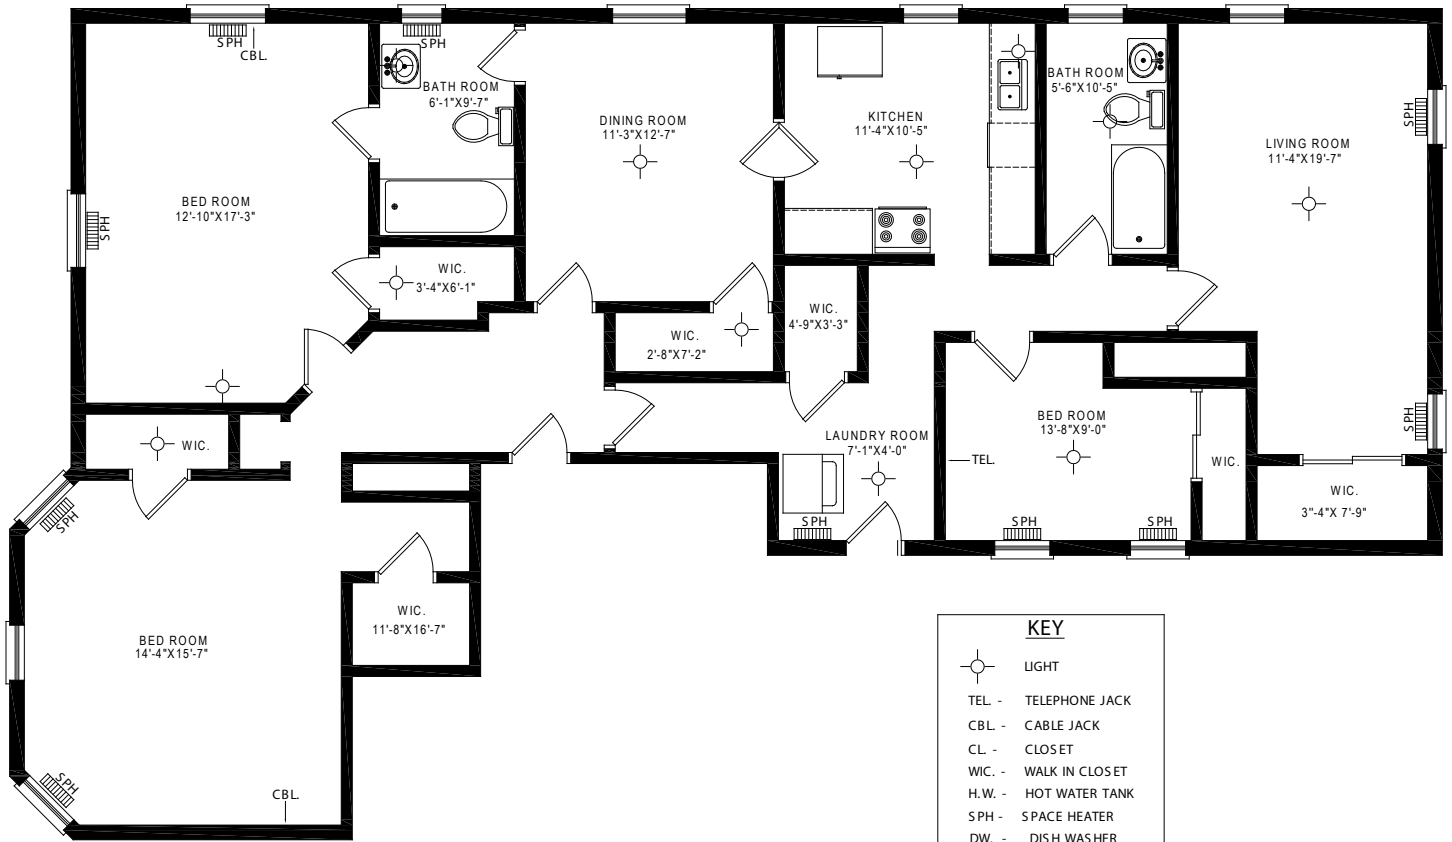 SPH
CBL.
SPH
BATH ROOM
6'-1"X9'-7"
DINING ROOM
11'-3"X12'-7"
KITCHEN
11'-4"X10'-5"
BATH ROOM
5'-6"X10'-5"
SPH
LIVING ROOM
11'-4"X19'-7"
BED ROOM
12'-10"X17'-3"
SPH
WIC.
3'-4"X6'-1"
WIC.
2'-8"X7'-2"
WIC.
4'-9"X3'-3"
BED ROOM
13'-8"X9'-0"
SPH
WIC.
LAUNDRY ROOM
7'-1"X4'-0"
TEL.
WIC.
WIC.
3"-4"X 7'-9"
SPH
SPH
SPH
SPH
WIC.
11'-8"X16'-7"
BED ROOM
14'-4"X15'-7"
SPH
CBL.
KEY
LIGHT
TEL. - TELEPHONE JACK
CBL. - CABLE JACK
CL. - CLOSET
WIC. - WALK IN CLOSET
H.W. - HOT WATER TANK
SPH - SPACE HEATER
DW. - DISH WASHER